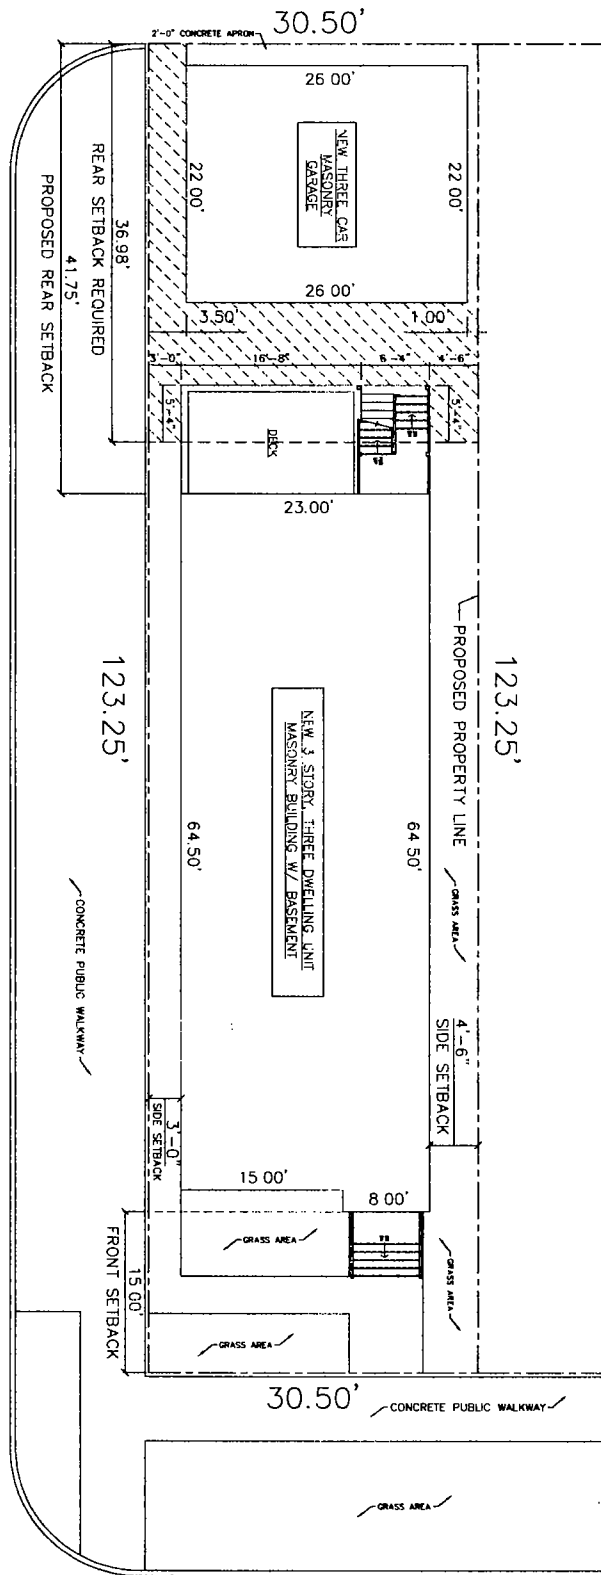 30.50'
2'-0" CONCRETE APRON
26 00'
NEW THREE CAR
MASONRY
GARAGE
22 00'
22 00'
26 00'
3.50'
1 00'
3'-0"
16'-8"
6'-4"
4'-6"
5'-4"
5'-4"
REAR SETBACK REQUIRED
36.98'
41.75'
PROPOSED REAR SETBACK
DECK
23.00'
123.25'
123.25'
PROPOSED PROPERTY LINE
NEW 3 STORY, THREE DWELLING UNIT
MASONRY BUILDING W/ BASEMENT
64.50'
64.50'
GRASS AREA
CONCRETE PUBLIC WALKWAY
4'-6"
SIDE SETBACK
3'-0"
SIDE SETBACK
15 00'
8 00'
GRASS AREA
GRASS AREA
15 00'
FRONT SETBACK
GRASS AREA
30.50'
CONCRETE PUBLIC WALKWAY
GRASS AREA